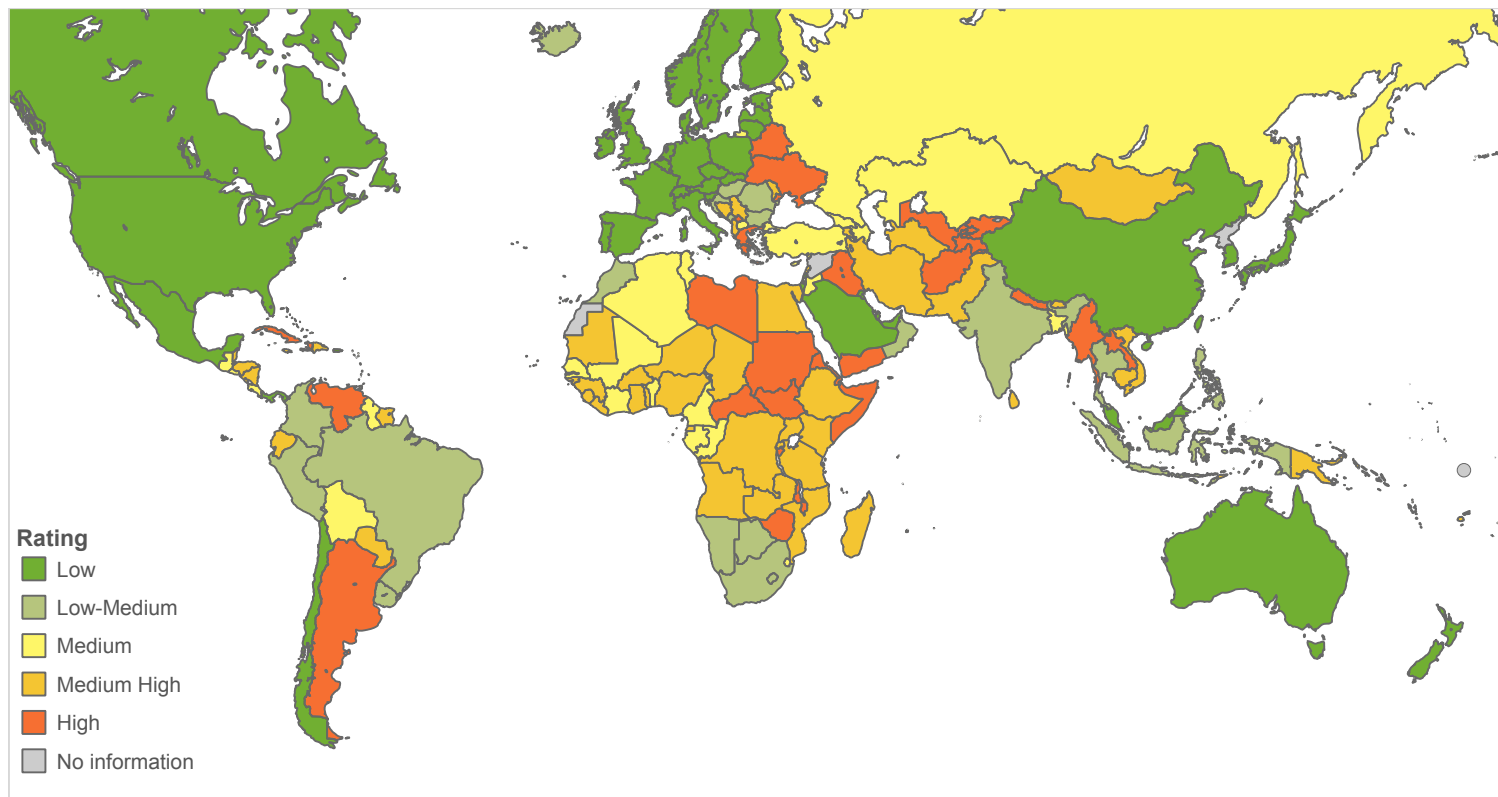 Rating
Low
Low-Medium
Medium
Medium High
High
No information